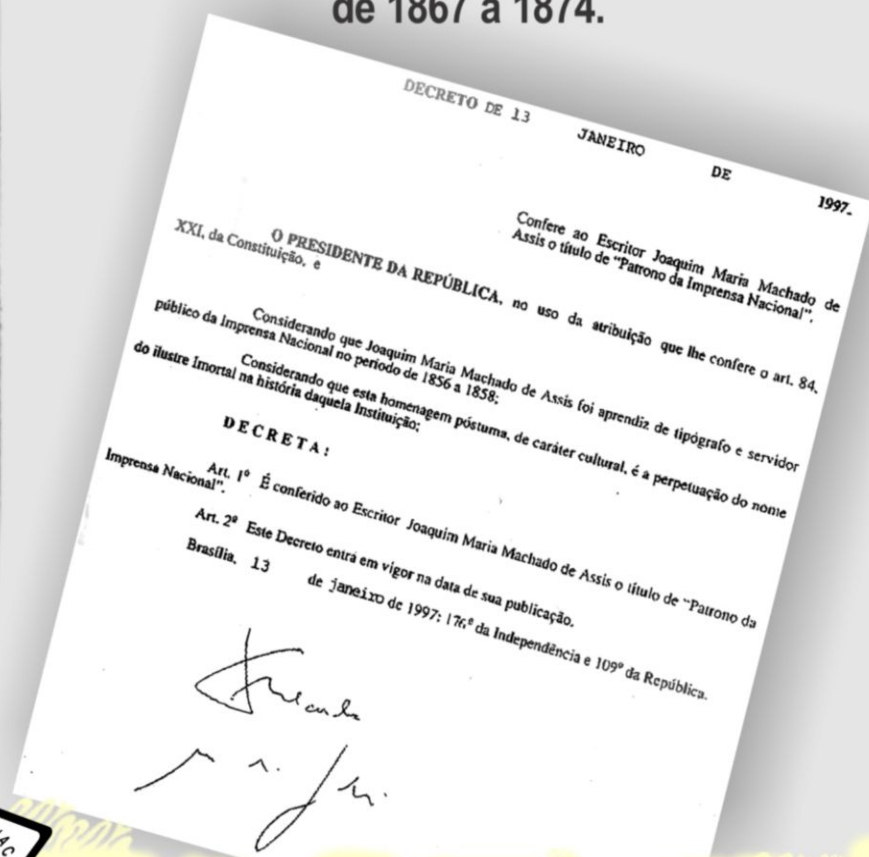 de 1867 a 1874.
DECRETO DE 13 JANEIRO DE 1997.
Confere ao Escritor Joaquim Maria Machado de
Assis o título de "Patrono da Imprensa Nacional".
O PRESIDENTE DA REPÚBLICA, no uso da atribuição que lhe confere o art. 84,
XXI, da Constituição, e
Considerando que Joaquim Maria Machado de Assis foi aprendiz de tipógrafo e servidor
público da Imprensa Nacional no período de 1856 a 1858;
Considerando que esta homenagem póstuma, de caráter cultural, é a perpetuação do nome
do ilustre Imortal na história daquela Instituição;
DECRETA:
Art. 1º É conferido ao Escritor Joaquim Maria Machado de Assis o título de "Patrono da
Imprensa Nacional".
Art. 2º Este Decreto entra em vigor na data de sua publicação.
Brasília, 13 de janeiro de 1997; 176º da Independência e 109º da República.